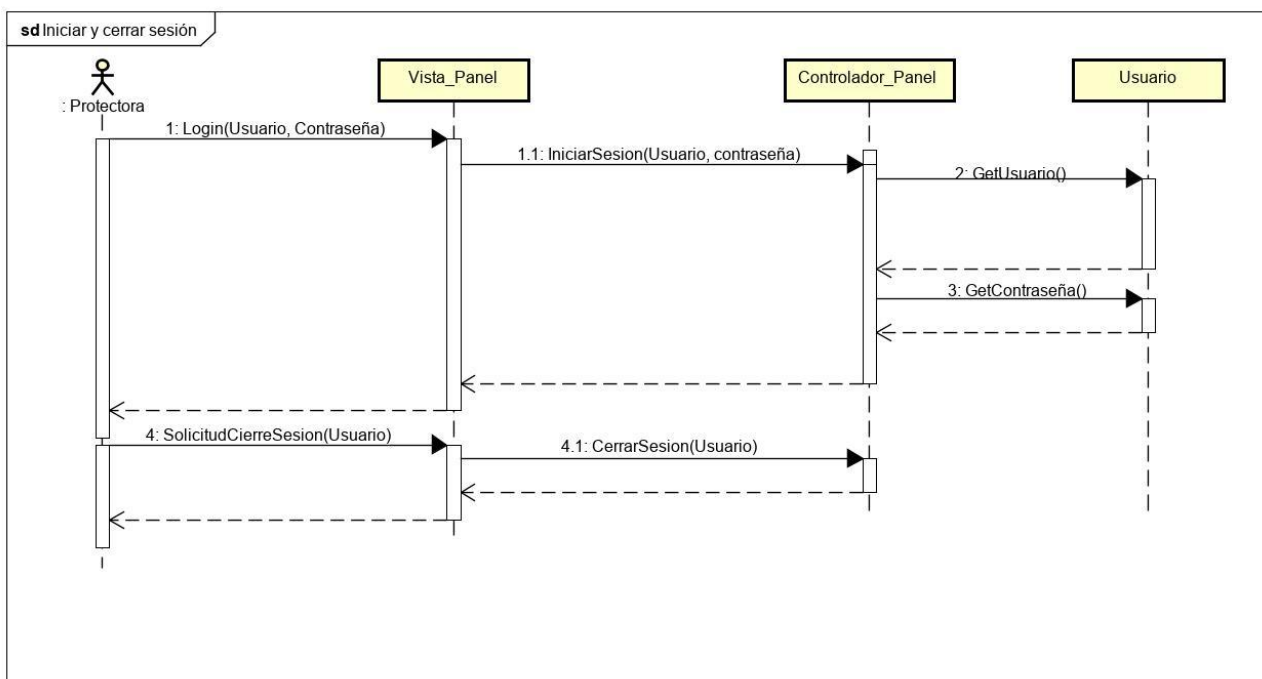 sd Iniciar y cerrar sesión
: Protectora
Vista_Panel
Controlador_Panel
Usuario
1: Login(Usuario, Contraseña)
1.1: IniciarSesion(Usuario, contraseña)
2: GetUsuario()
3: GetContraseña()
4: SolicitudCierreSesion(Usuario)
4.1: CerrarSesion(Usuario)